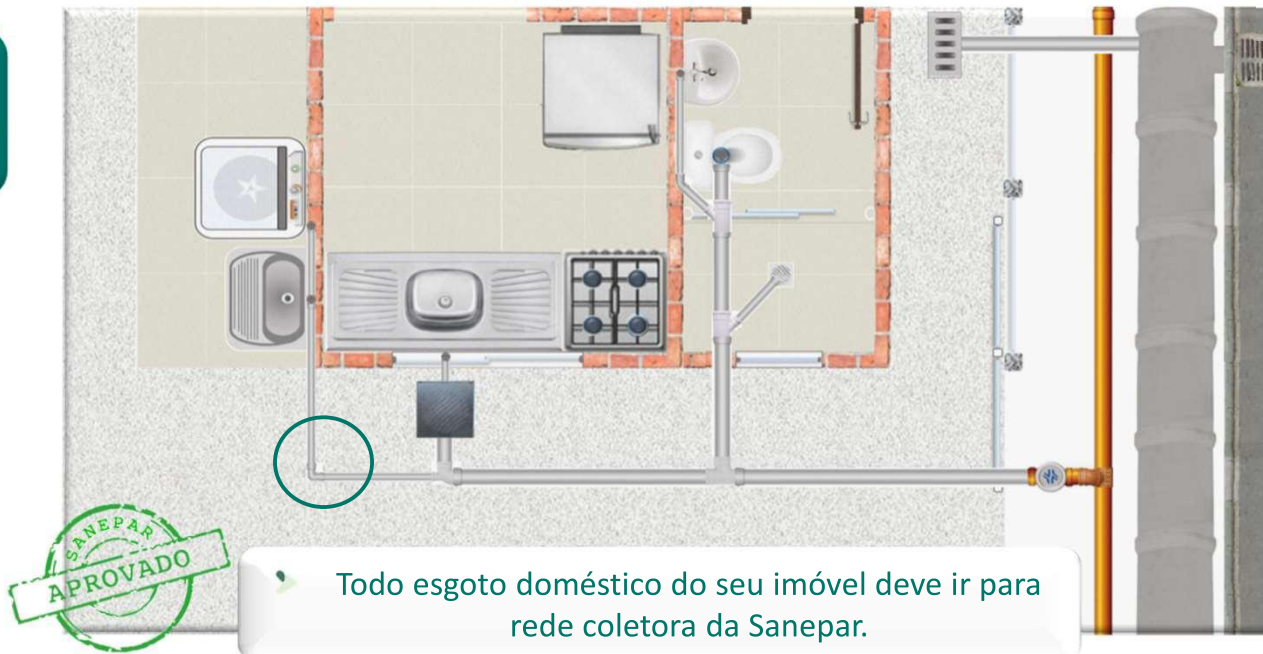 SANEPAR
APROVADO
Todo esgoto doméstico do seu imóvel deve ir para
rede coletora da Sanepar.